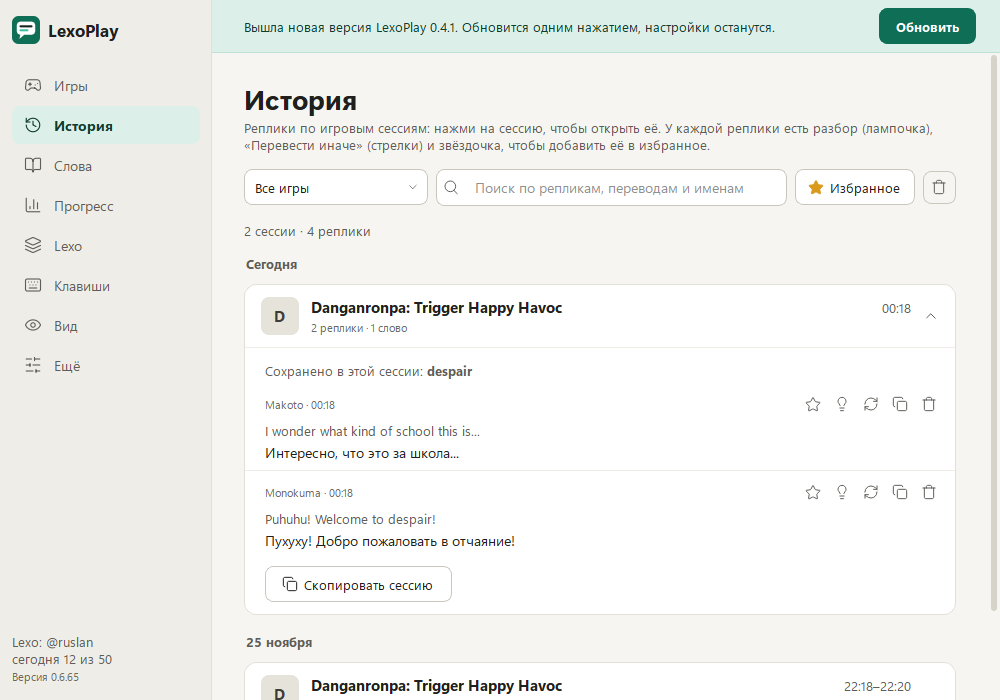 LexoPlay
Вышла новая версия LexoPlay 0.4.1. Обновится одним нажатием, настройки останутся.
Обновить
Игры
История
Слова
Прогресс
Lexo
Клавиши
Вид
Ещё
Lexo: @ruslan
сегодня 12 из 50
Версия 0.6.65
История
Реплики по игровым сессиям: нажми на сессию, чтобы открыть её. У каждой реплики есть разбор (лампочка),
«Перевести иначе» (стрелки) и звёздочка, чтобы добавить её в избранное.
Все игры
Поиск по репликам, переводам и именам
Избранное
2 сессии · 4 реплики
Сегодня
D
Danganronpa: Trigger Happy Havoc
00:18
2 реплики · 1 слово
Сохранено в этой сессии: despair
Makoto · 00:18
I wonder what kind of school this is...
Интересно, что это за школа...
Monokuma · 00:18
Puhuhu! Welcome to despair!
Пухуху! Добро пожаловать в отчаяние!
Скопировать сессию
25 ноября
D
Danganronpa: Trigger Happy Havoc
22:18–22:20